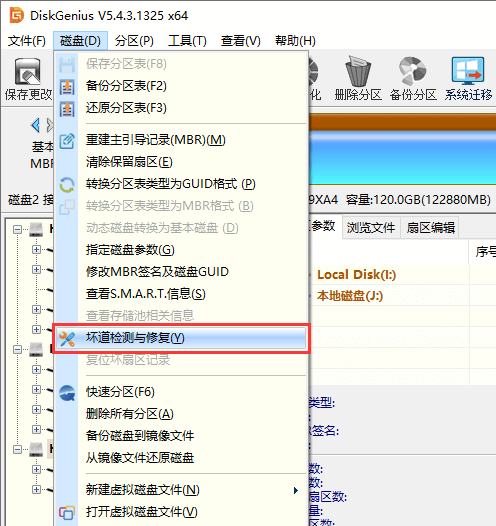 DiskGenius V5.4.3.1325 x64
文件(F) 磁盘(D) 分区(P) 工具(T) 查看(V) 帮助(H)
保存更改 化 删除分区 备份分区 系统迁移
保存分区表(F8)
备份分区表(F2)
还原分区表(F3)
重建主引导记录(MBR)(M)
清除保留扇区(E)
转换分区表类型为GUID格式 (P)
转换分区表类型为MBR格式 (B)
动态磁盘转换为基本磁盘 (D)
指定磁盘参数(G)
修改MBR签名及磁盘GUID
查看S.M.A.R.T.信息(S)
查看存储池相关信息
坏道检测与修复(Y)
复位坏扇区记录
快速分区(F6)
删除所有分区(A)
备份磁盘到镜像文件
从镜像文件还原磁盘
新建虚拟磁盘文件(N)
打开虚拟磁盘文件(V)
基本
MBR
磁盘2 接 9XA4 容量:120.0GB(122880MB)
参数 浏览文件 扇区编辑
序号
Local Disk(I:)
本地磁盘(J:)
类型:
签名:
数:
数:
扇区数:
数:
量:
区大小: